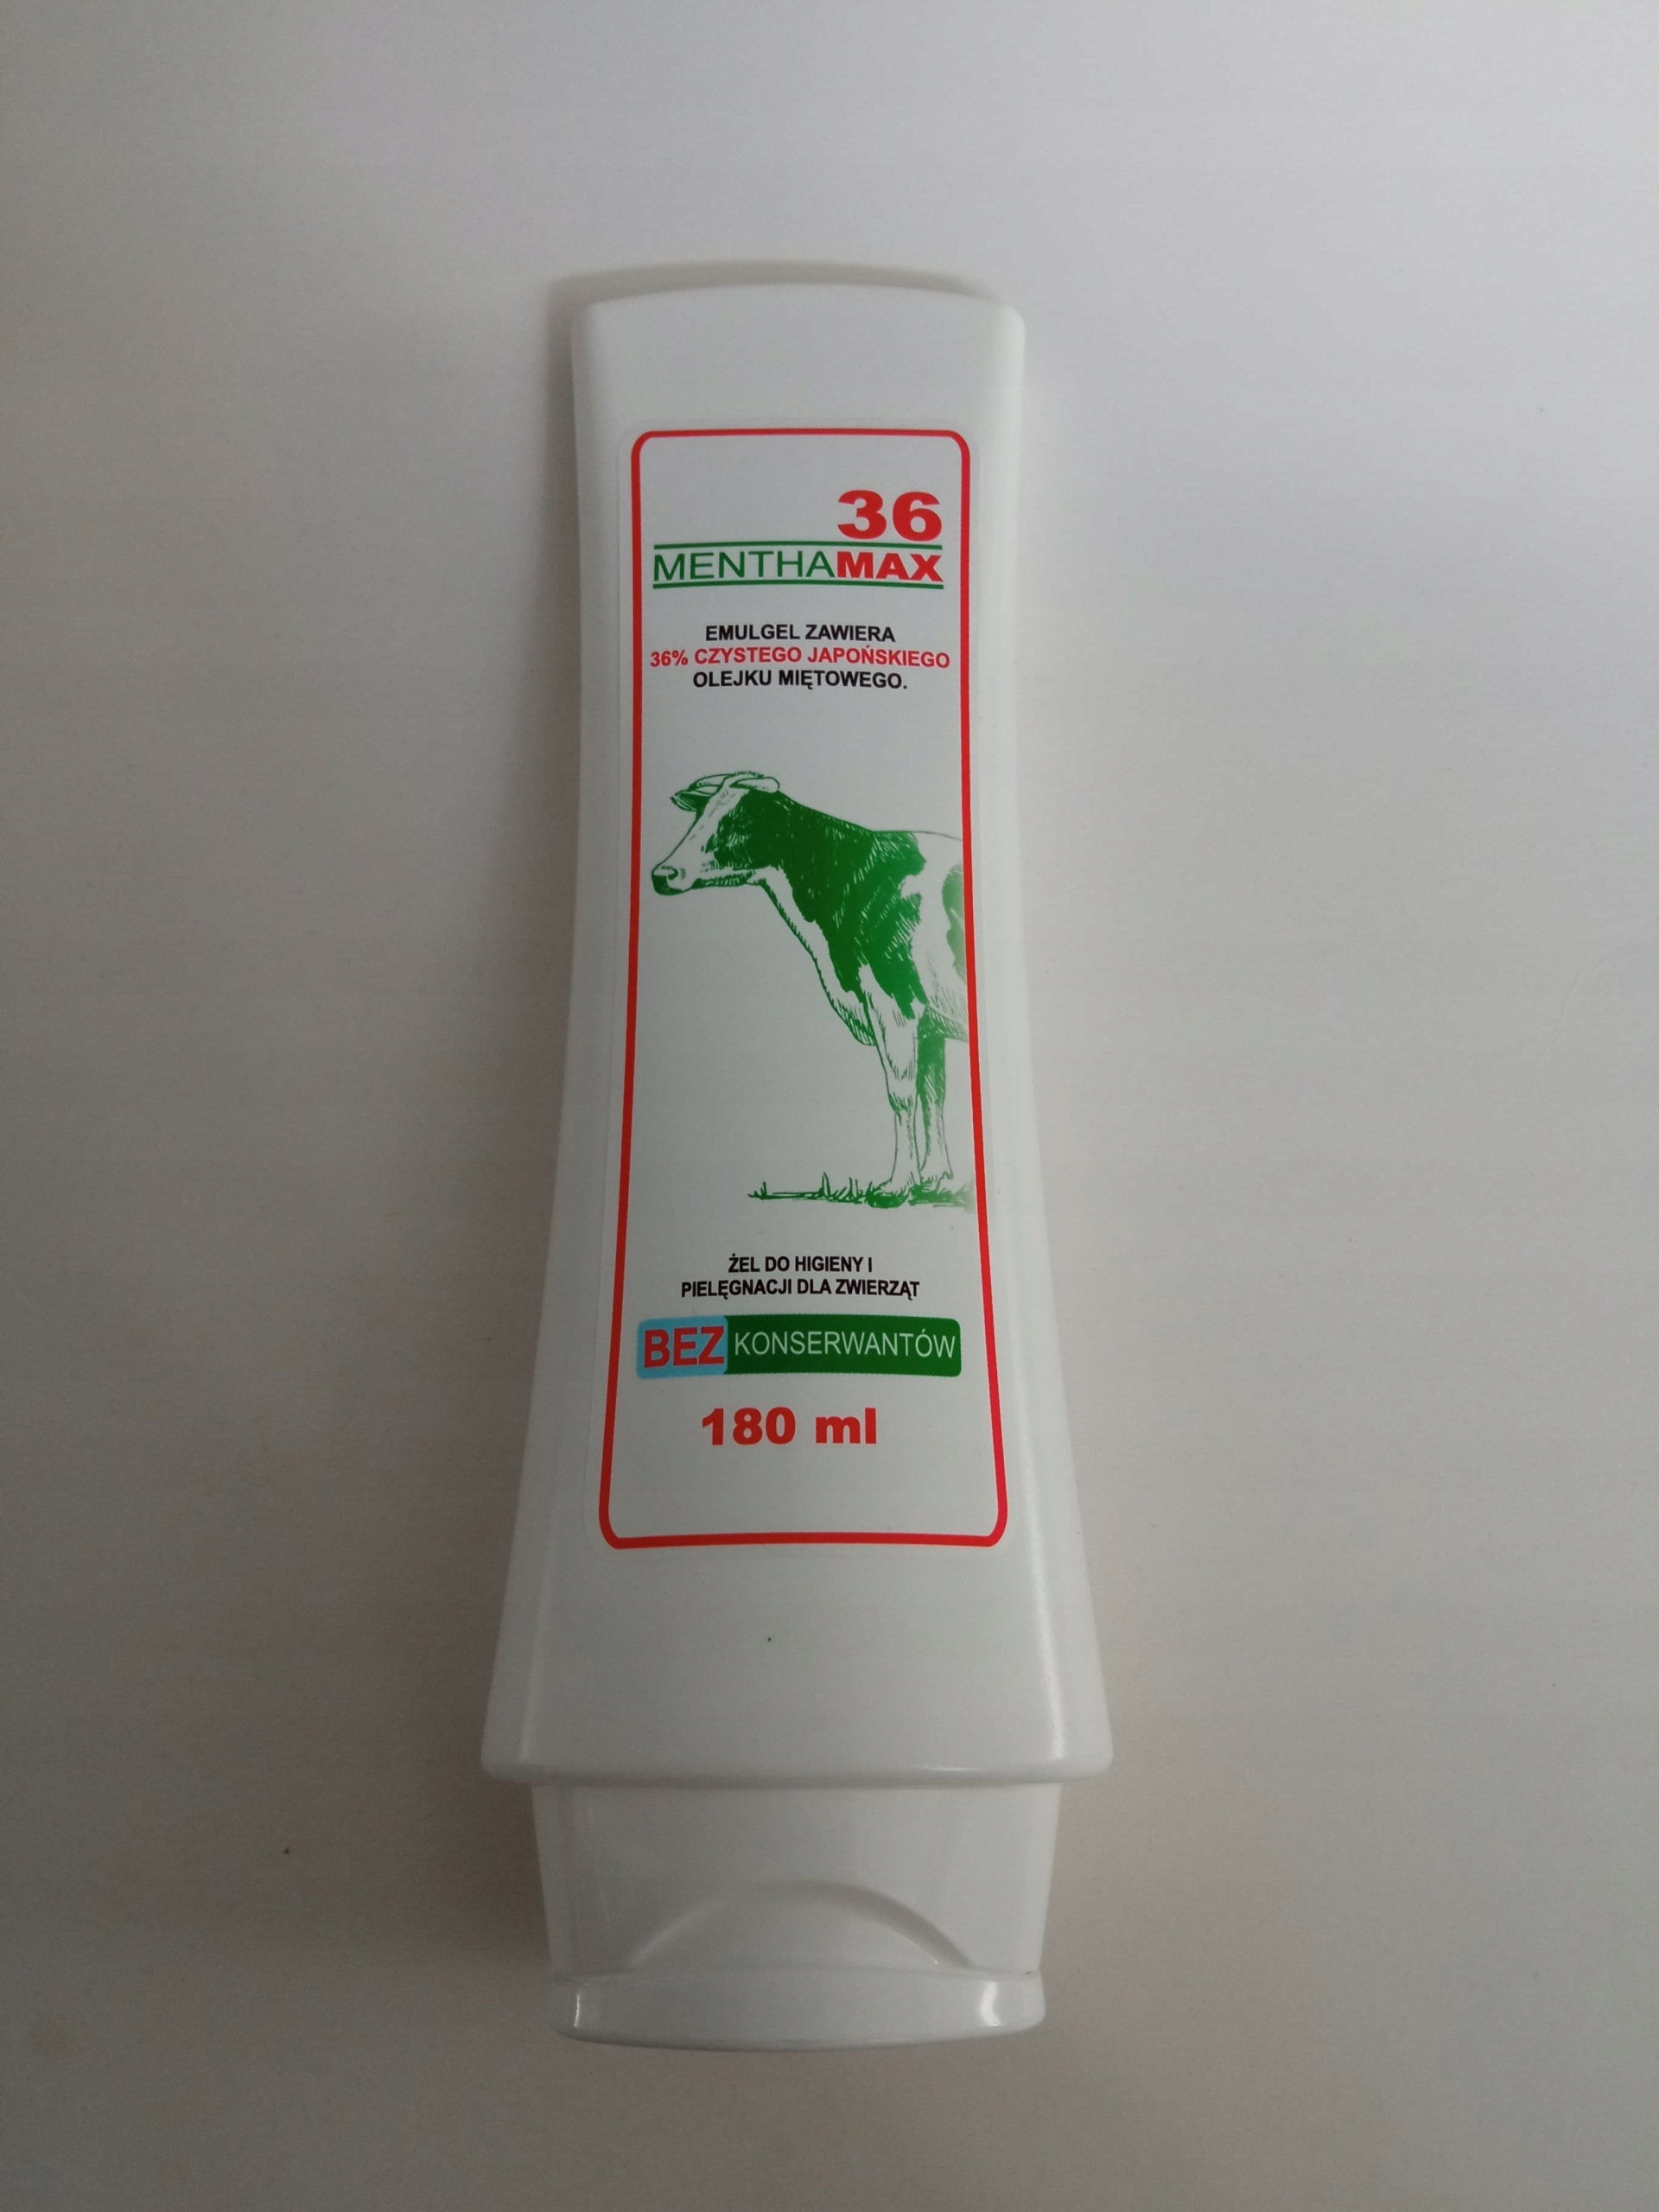 36
MENTHAMAX
EMULGEL ZAWIERA
36% CZYSTEGO JAPOŃSKIEGO
OLEJKU MIĘTOWEGO.
ŻEL DO HIGIENY I
PIELĘGNACJI DLA ZWIERZĄT
BEZ KONSERWANTÓW
180 ml